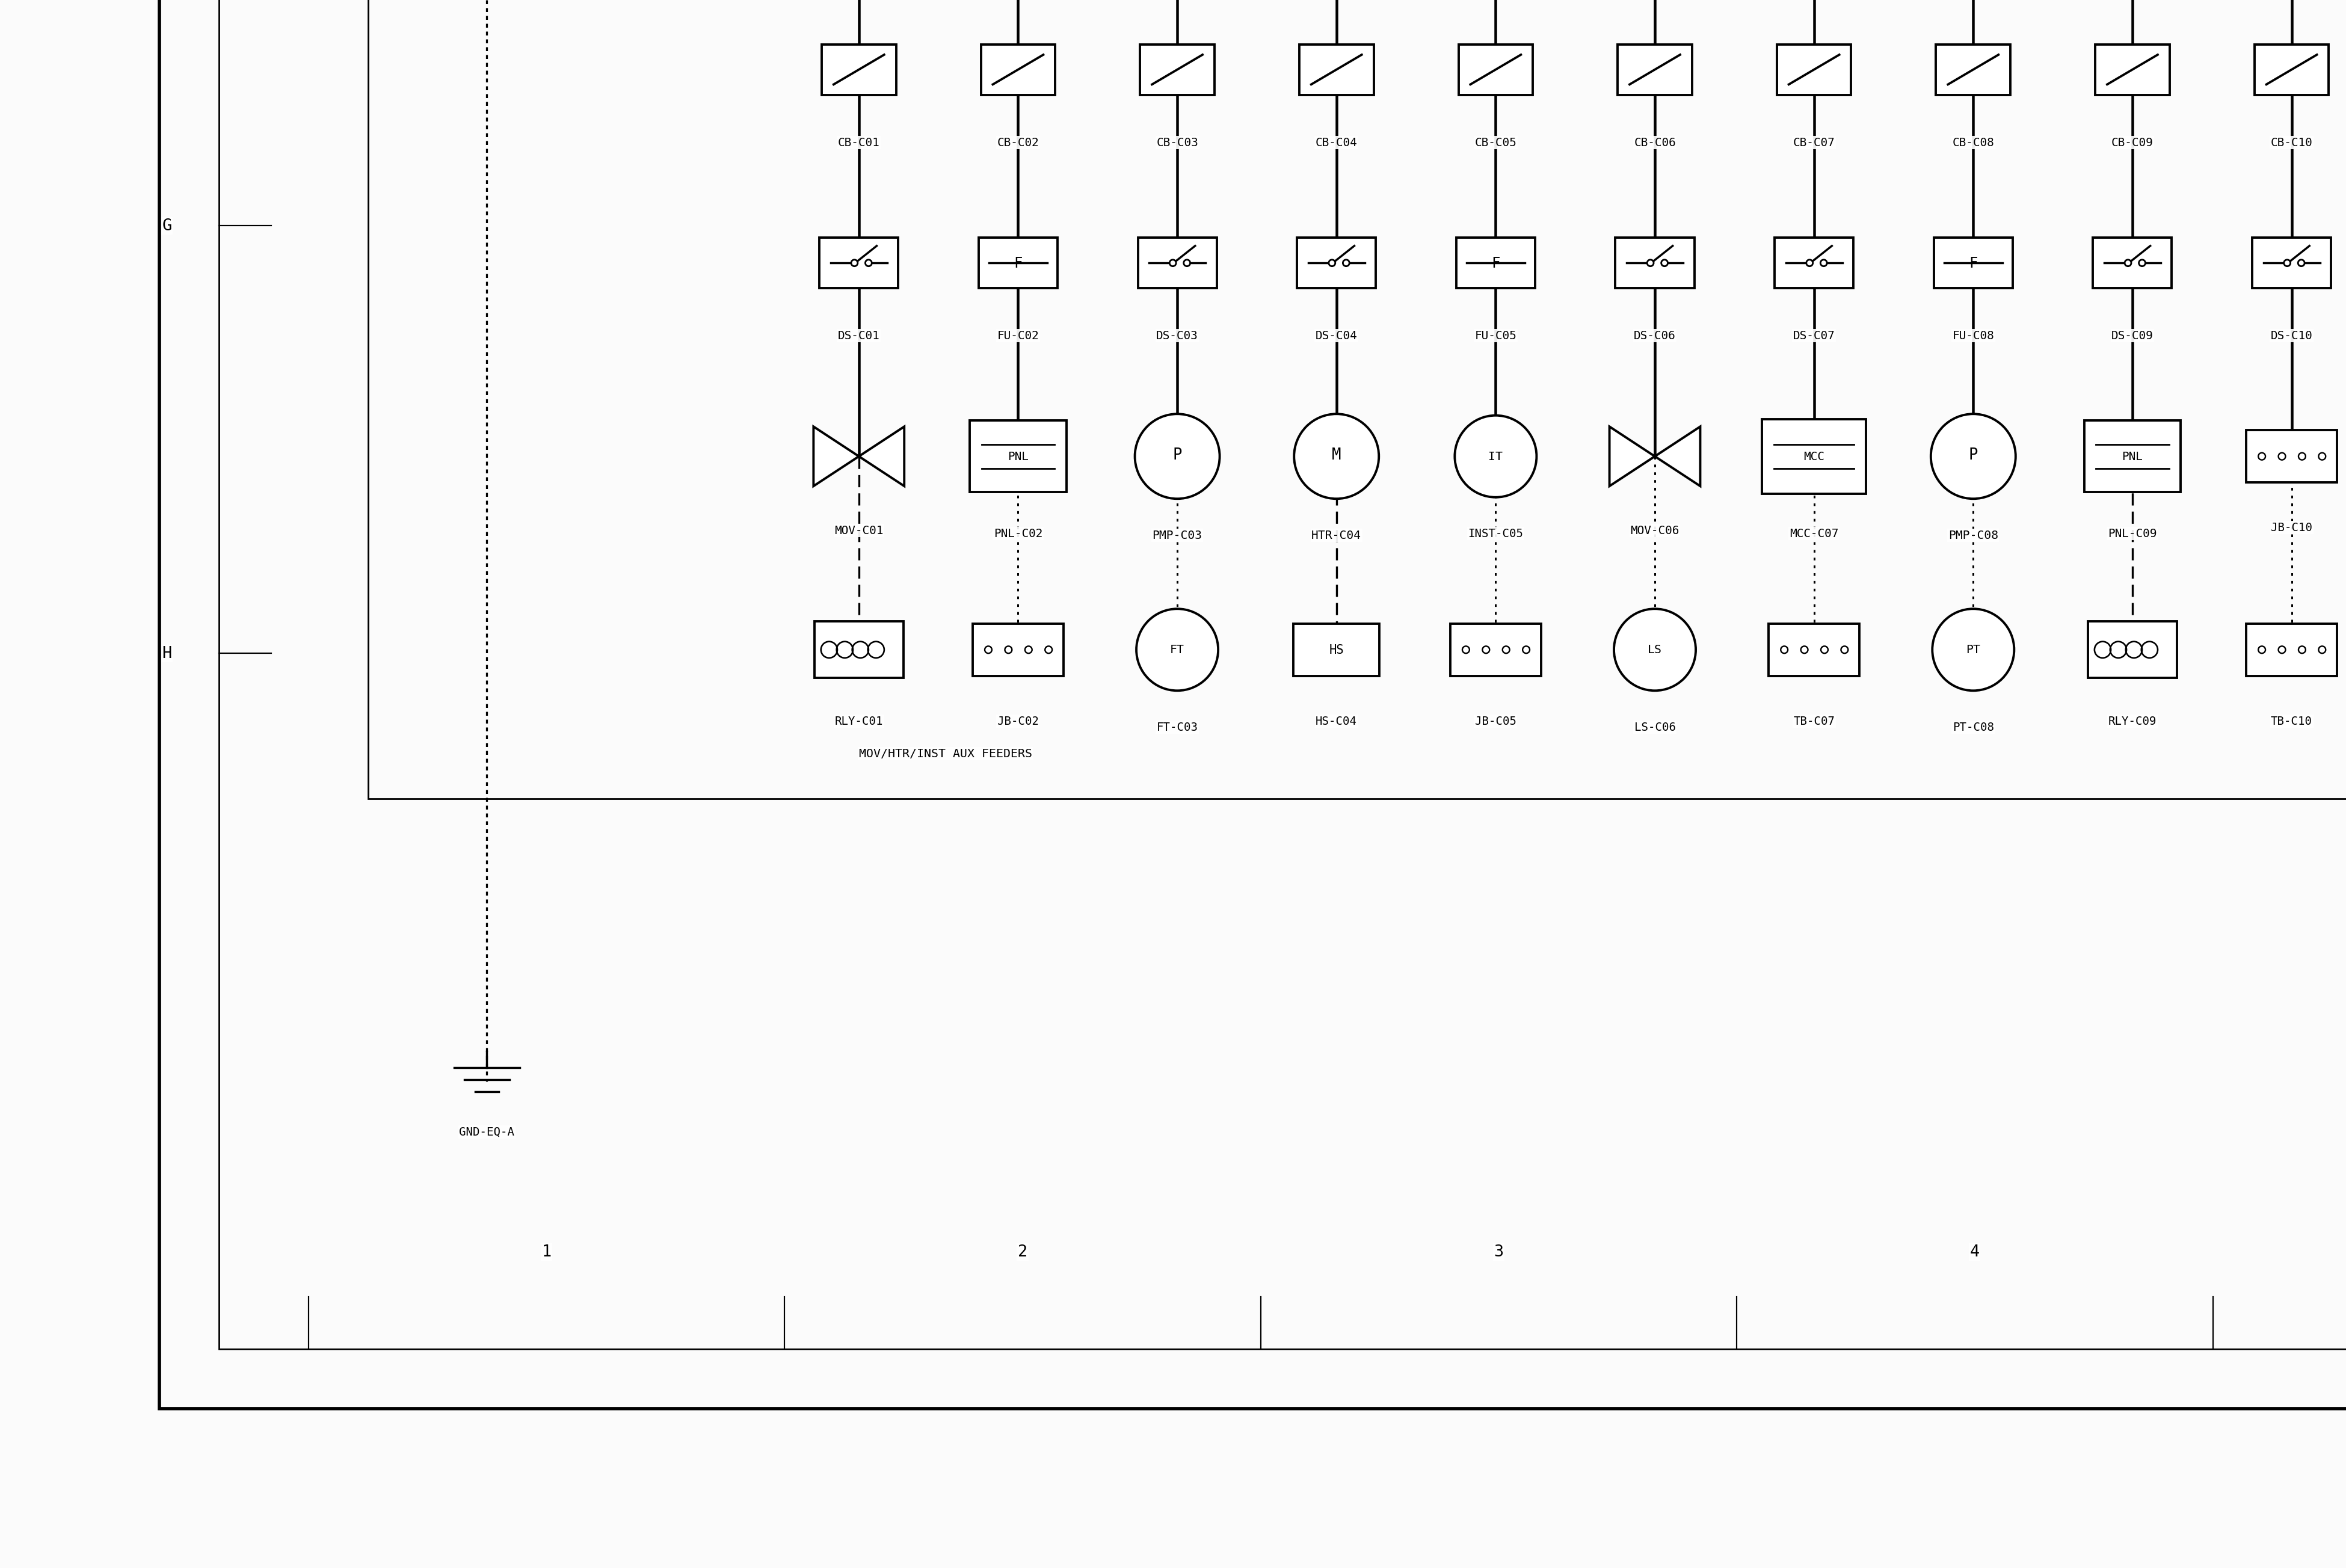 CB-C01 CB-C02 CB-C03 CB-C04 CB-C05 CB-C06 CB-C07 CB-C08 CB-C09 CB-C10
G
F F F
DS-C01 FU-C02 DS-C03 DS-C04 FU-C05 DS-C06 DS-C07 FU-C08 DS-C09 DS-C10
PNL P M IT MCC P PNL
MOV-C01 PNL-C02 PMP-C03 HTR-C04 INST-C05 MOV-C06 MCC-C07 PMP-C08 PNL-C09 JB-C10
H
FT HS LS PT
RLY-C01 JB-C02 FT-C03 HS-C04 JB-C05 LS-C06 TB-C07 PT-C08 RLY-C09 TB-C10
MOV/HTR/INST AUX FEEDERS
GND-EQ-A
1 2 3 4